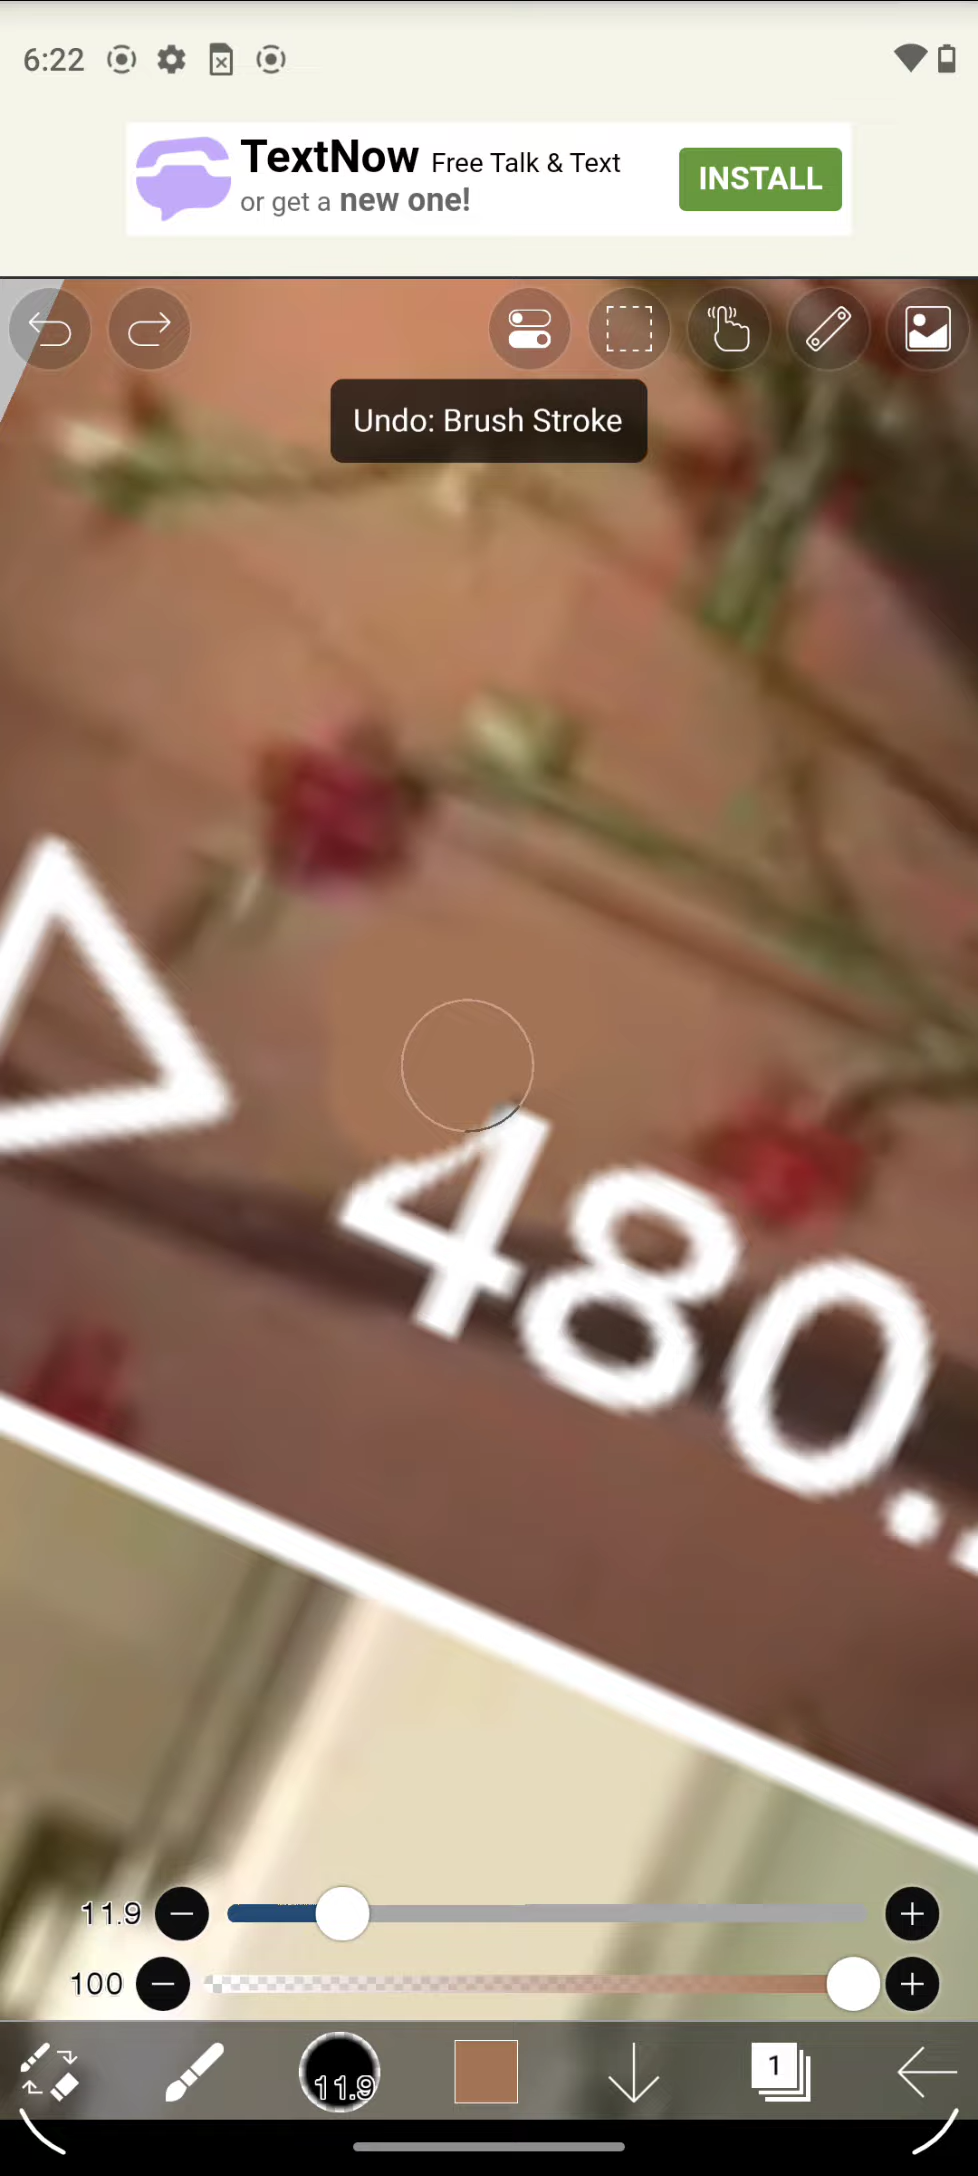 6:22
TextNow Free Talk & Text
or get a new one!
INSTALL
Undo: Brush Stroke
480.
11.9
100
11.9
1